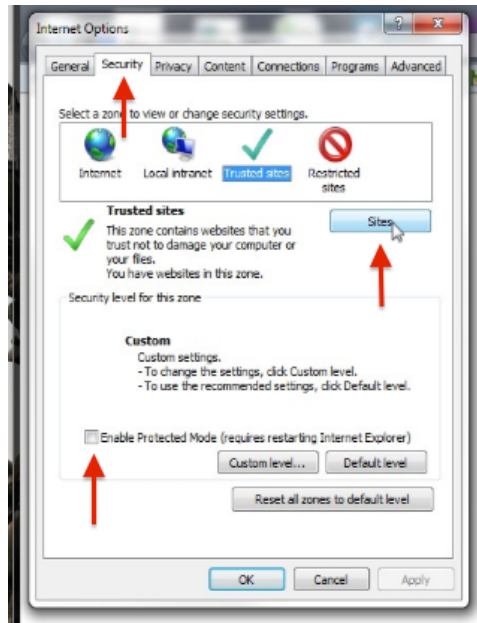 Internet Options
General Security Privacy Content Connections Programs Advanced
Select a zone to view or change security settings.
Internet Local intranet Trusted sites Restricted
sites
Trusted sites
Sites
This zone contains websites that you
trust not to damage your computer or
your files.
You have websites in this zone.
Security level for this zone
Custom
Custom settings.
- To change the settings, click Custom level.
- To use the recommended settings, click Default level.
Enable Protected Mode (requires restarting Internet Explorer)
Custom level... Default level
Reset all zones to default level
OK Cancel Apply